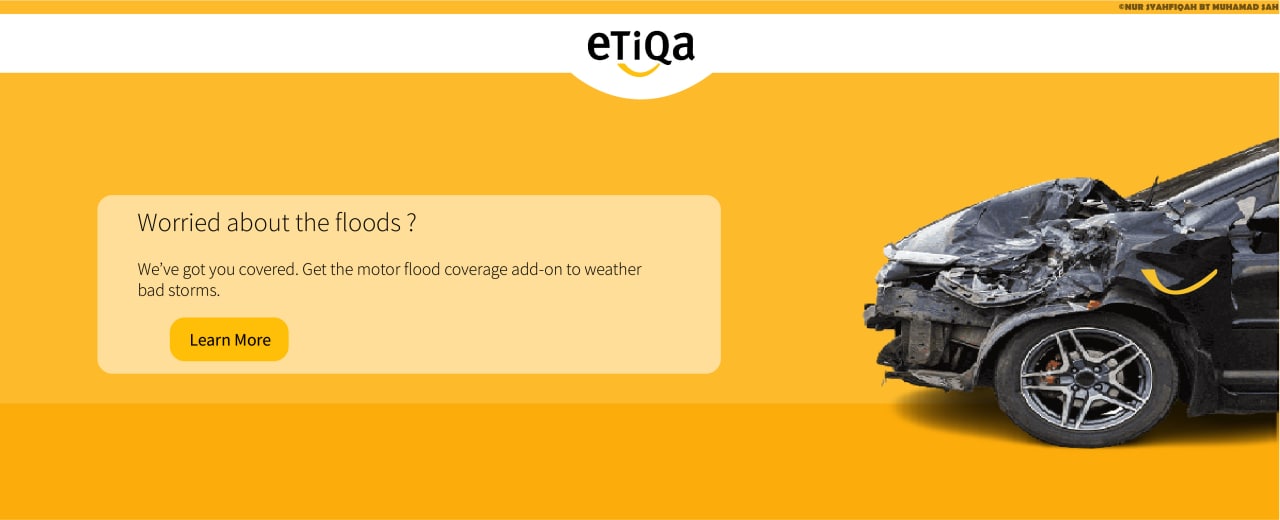 ©NUR SYAHFIQAH BT MUHAMAD SAH
eTiQa
Worried about the floods ?
We've got you covered. Get the motor flood coverage add-on to weather
bad storms.
Learn More